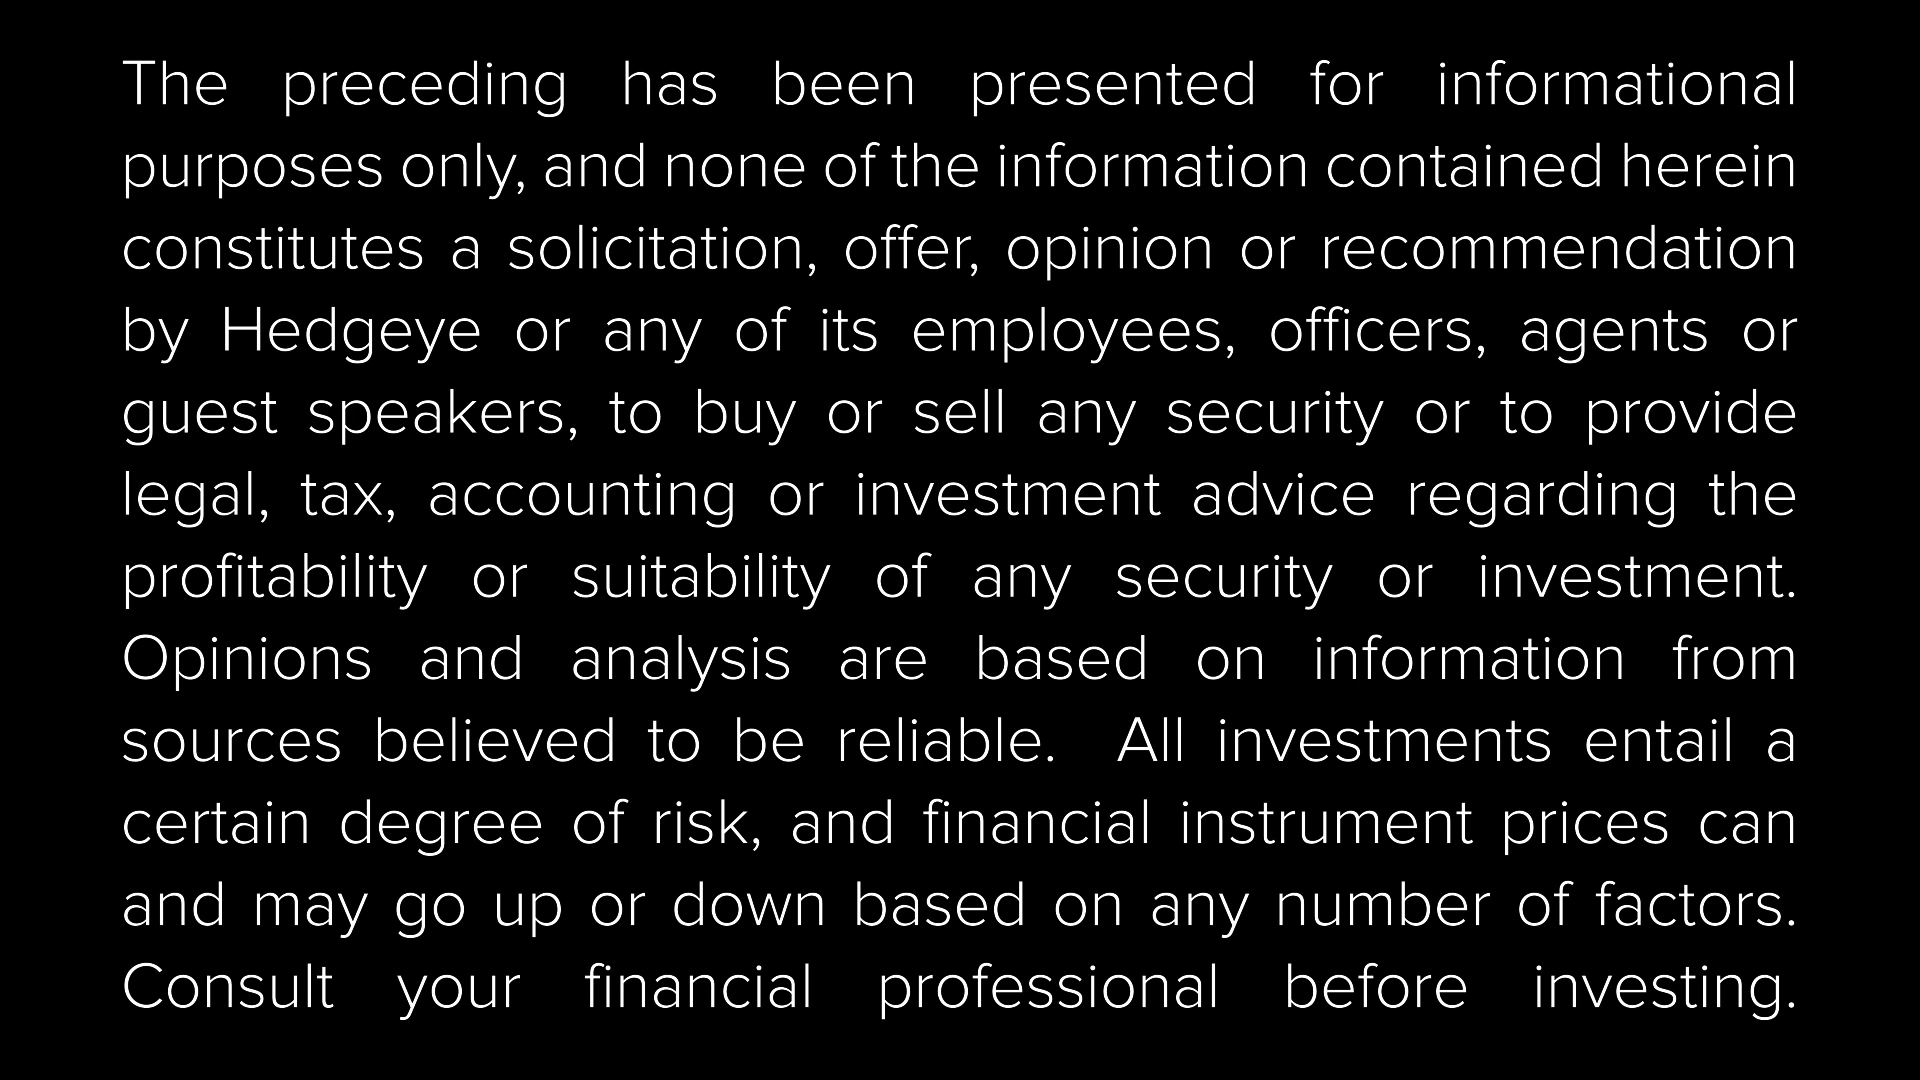 The preceding has been presented for informational
purposes only, and none of the information contained herein
constitutes a solicitation, offer, opinion or recommendation
by Hedgeye or any of its employees, officers, agents or
guest speakers, to buy or sell any security or to provide
legal, tax, accounting or investment advice regarding the
profitability or suitability of any security or investment.
Opinions and analysis are based on information from
sources believed to be reliable.  All investments entail a
certain degree of risk, and financial instrument prices can
and may go up or down based on any number of factors.
Consult your financial professional before investing.